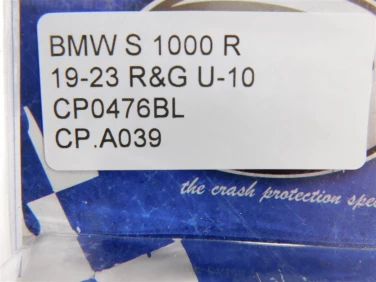 BMW S 1000 R
19-23 R&G U-10
CP0476BL
CP.A039
the crash protection spe